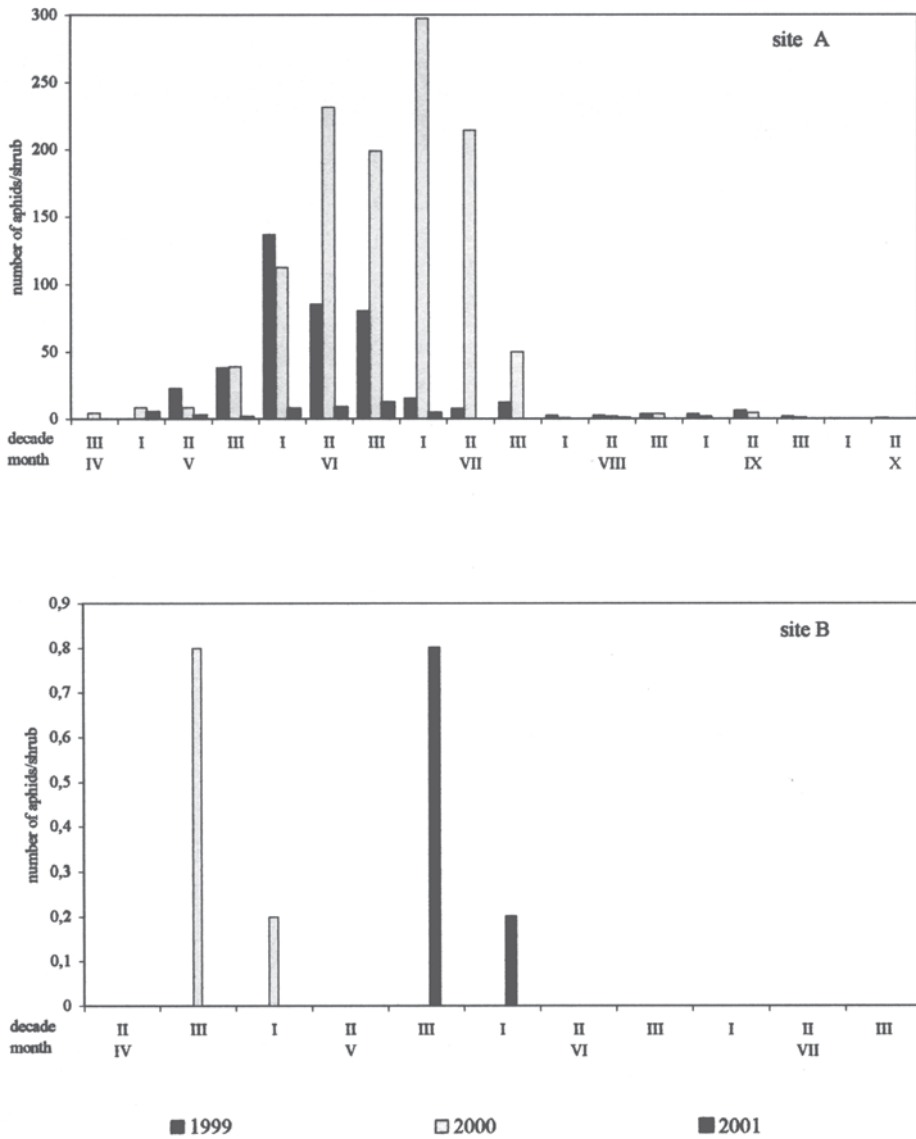 300
site A
250
200
150
100
50
0
number of aphids/shrub
decade III I II III I II III I II III I II III I II III I II
month IV V VI VII VIII IX X
0,9
site B
0,8
0,7
0,6
0,5
0,4
0,3
0,2
0,1
0
number of aphids/shrub
decade II III I II III I II III I II III
month IV V VI VII
1999 2000 2001